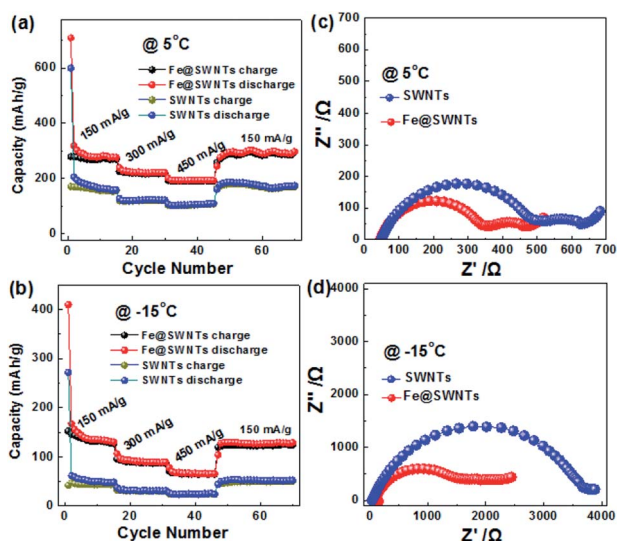 (a)
@ 5°C
Fe@SWNTs charge
Fe@SWNTs discharge
SWNTs charge
SWNTs discharge
150 mA/g
300 mA/g
450 mA/g
150 mA/g
Capacity (mAh/g)
600
400
200
0
0 20 40 60
Cycle Number
(c)
@ 5°C
SWNTs
Fe@SWNTs
Z'' /Ω
700
600
500
400
300
200
100
0
0 100 200 300 400 500 600 700
Z' /Ω
(b)
@ -15°C
Fe@SWNTs charge
Fe@SWNTs discharge
SWNTs charge
SWNTs discharge
150 mA/g
300 mA/g
450 mA/g
150 mA/g
Capacity (mAh/g)
400
300
200
100
0
0 20 40 60
Cycle Number
(d)
@ -15°C
SWNTs
Fe@SWNTs
Z'' /Ω
4000
3000
2000
1000
0
0 1000 2000 3000 4000
Z' /Ω